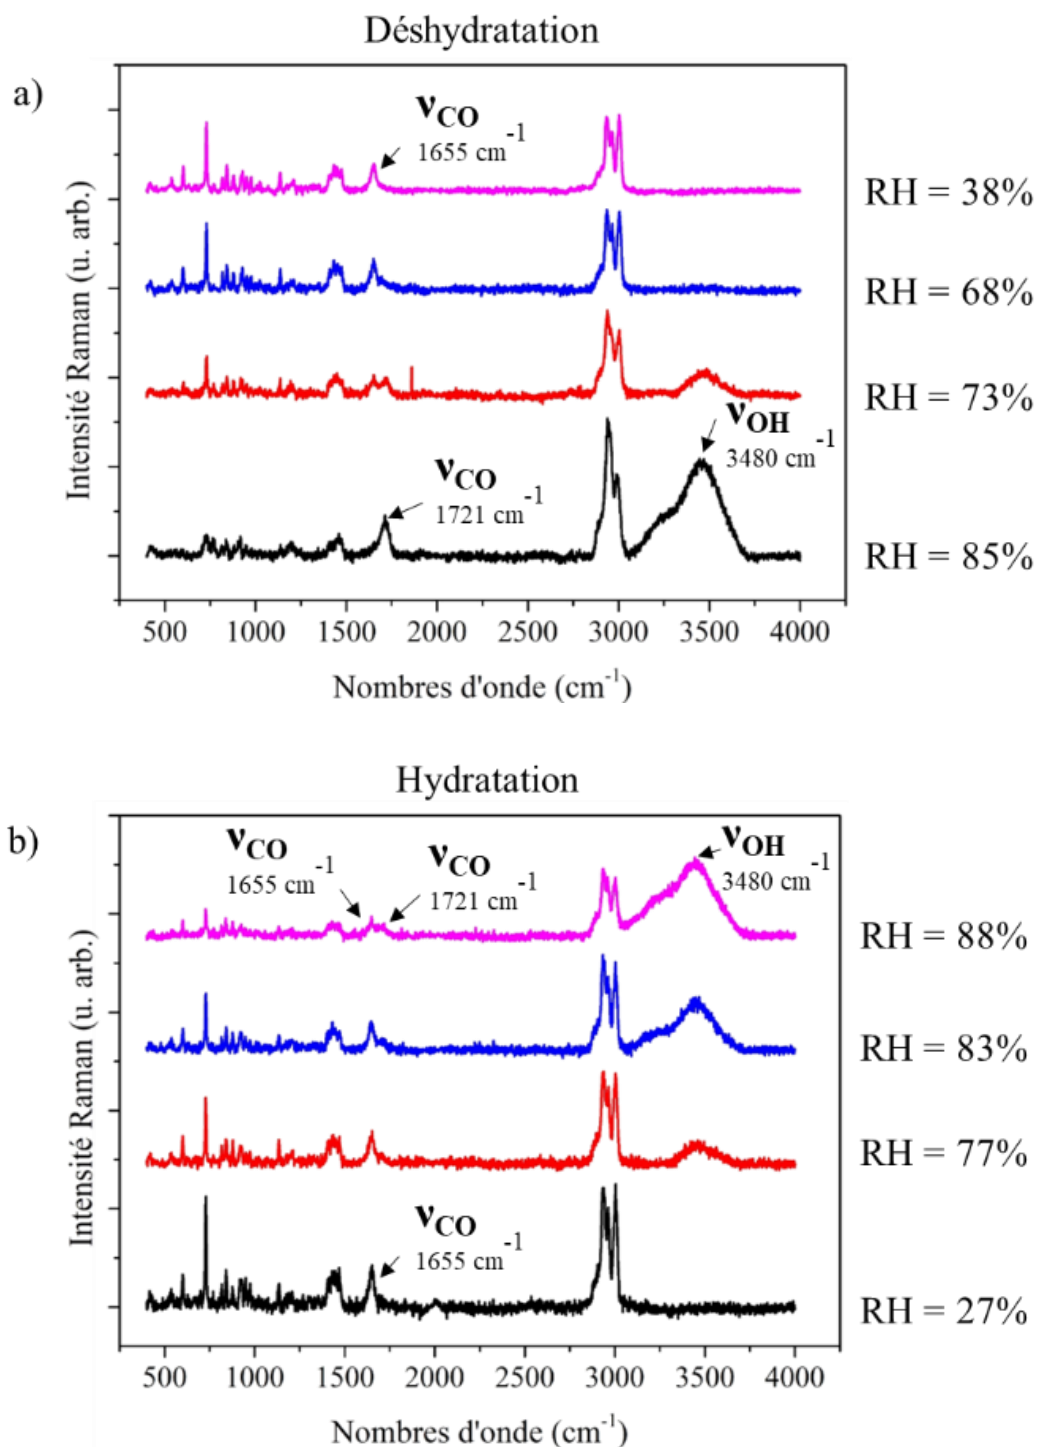 Déshydratation
a)
νCO
1655 cm-1
RH = 38%
RH = 68%
RH = 73%
νOH
3480 cm-1
νCO
1721 cm-1
RH = 85%
Intensité Raman (u. arb.)
500 1000 1500 2000 2500 3000 3500 4000
Nombres d'onde (cm-1)
Hydratation
b)
νCO
1655 cm-1
νCO
1721 cm-1
νOH
3480 cm-1
RH = 88%
RH = 83%
RH = 77%
νCO
1655 cm-1
RH = 27%
Intensité Raman (u. arb.)
500 1000 1500 2000 2500 3000 3500 4000
Nombres d'onde (cm-1)